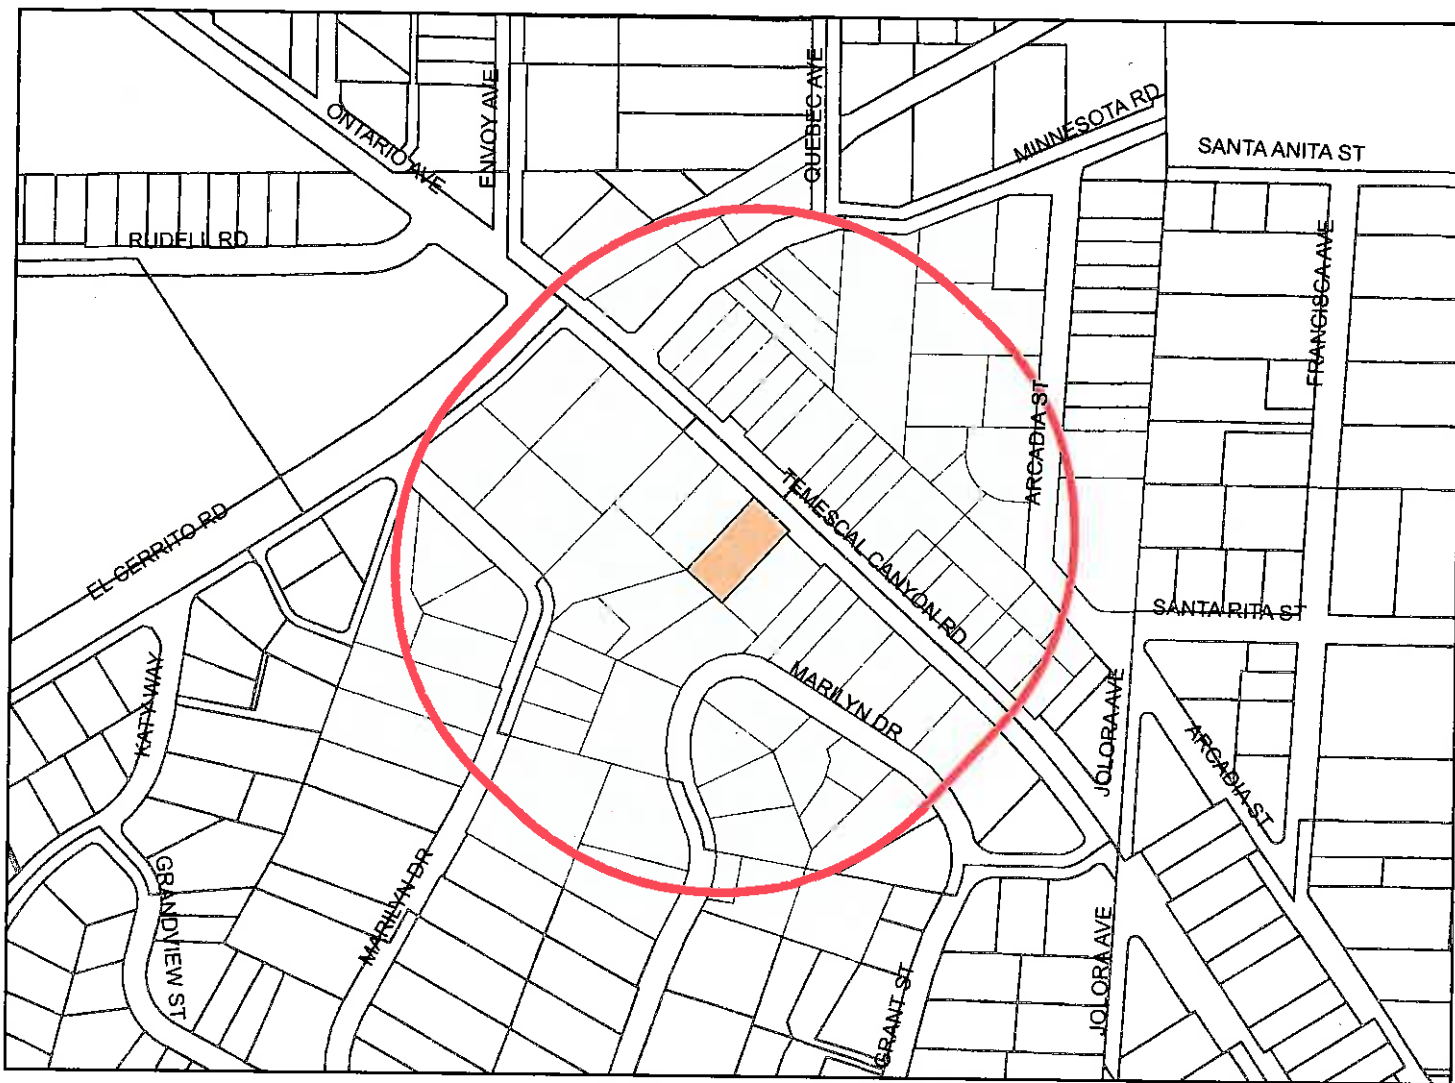 ONTARIO AVE
ENVOY AVE
QUEBEC AVE
MINNESOTA RD
SANTA ANITA ST
RUDELL RD
FRANCISCA AVE
ARCADIA ST
EL CERRITO RD
TEMESCAL CANYON RD
SANTA RITA ST
KATY WAY
MARILYN DR
JOLORA AVE
ARCADIA ST
GRANDVIEW ST
MARILYN DR
GRANT ST
JOLORA AVE